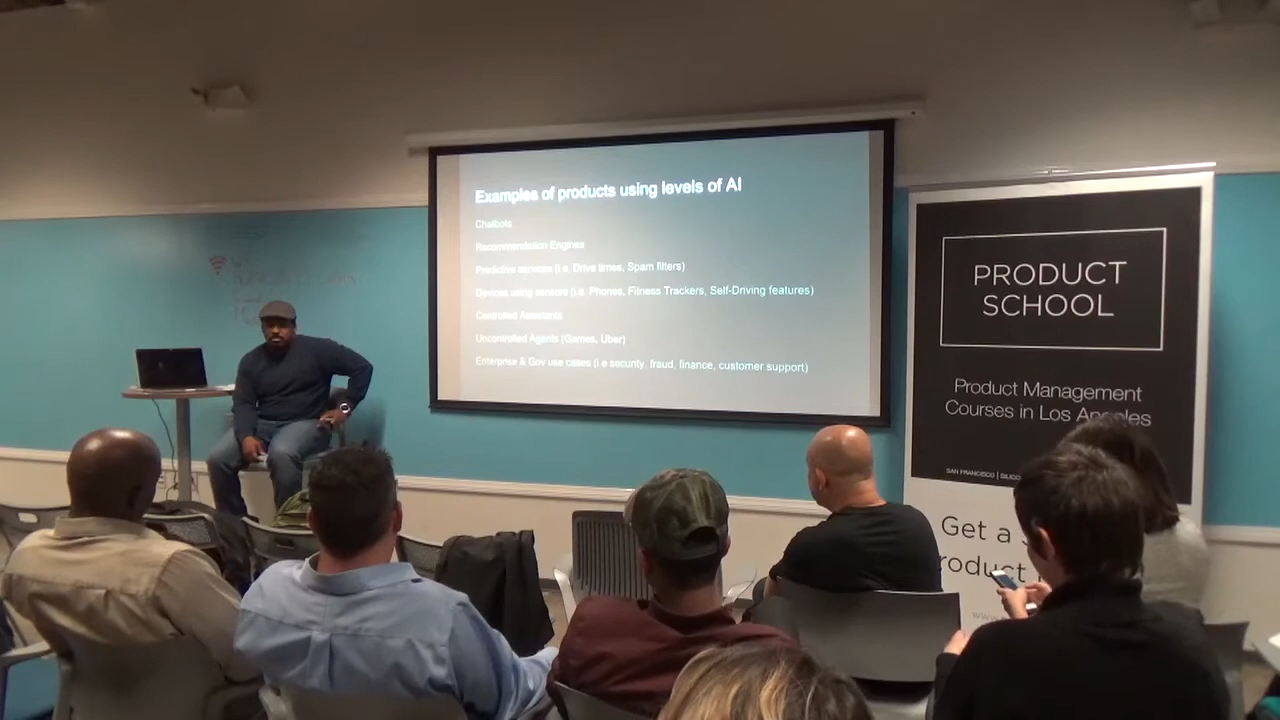 Examples of products using levels of AI
Chatbots
Recommendation Engines
Predictive services (i.e. Drive times, Spam filters)
Devices using sensors (i.e. Phones, Fitness Trackers, Self-Driving features)
Controlled Assistants
Uncontrolled Agents (Games, Uber)
Enterprise & Gov use cases (i.e security, fraud, finance, customer support)
PRODUCT
SCHOOL
Product Management
Courses in Los Angeles
SAN FRANCISCO |
Get a